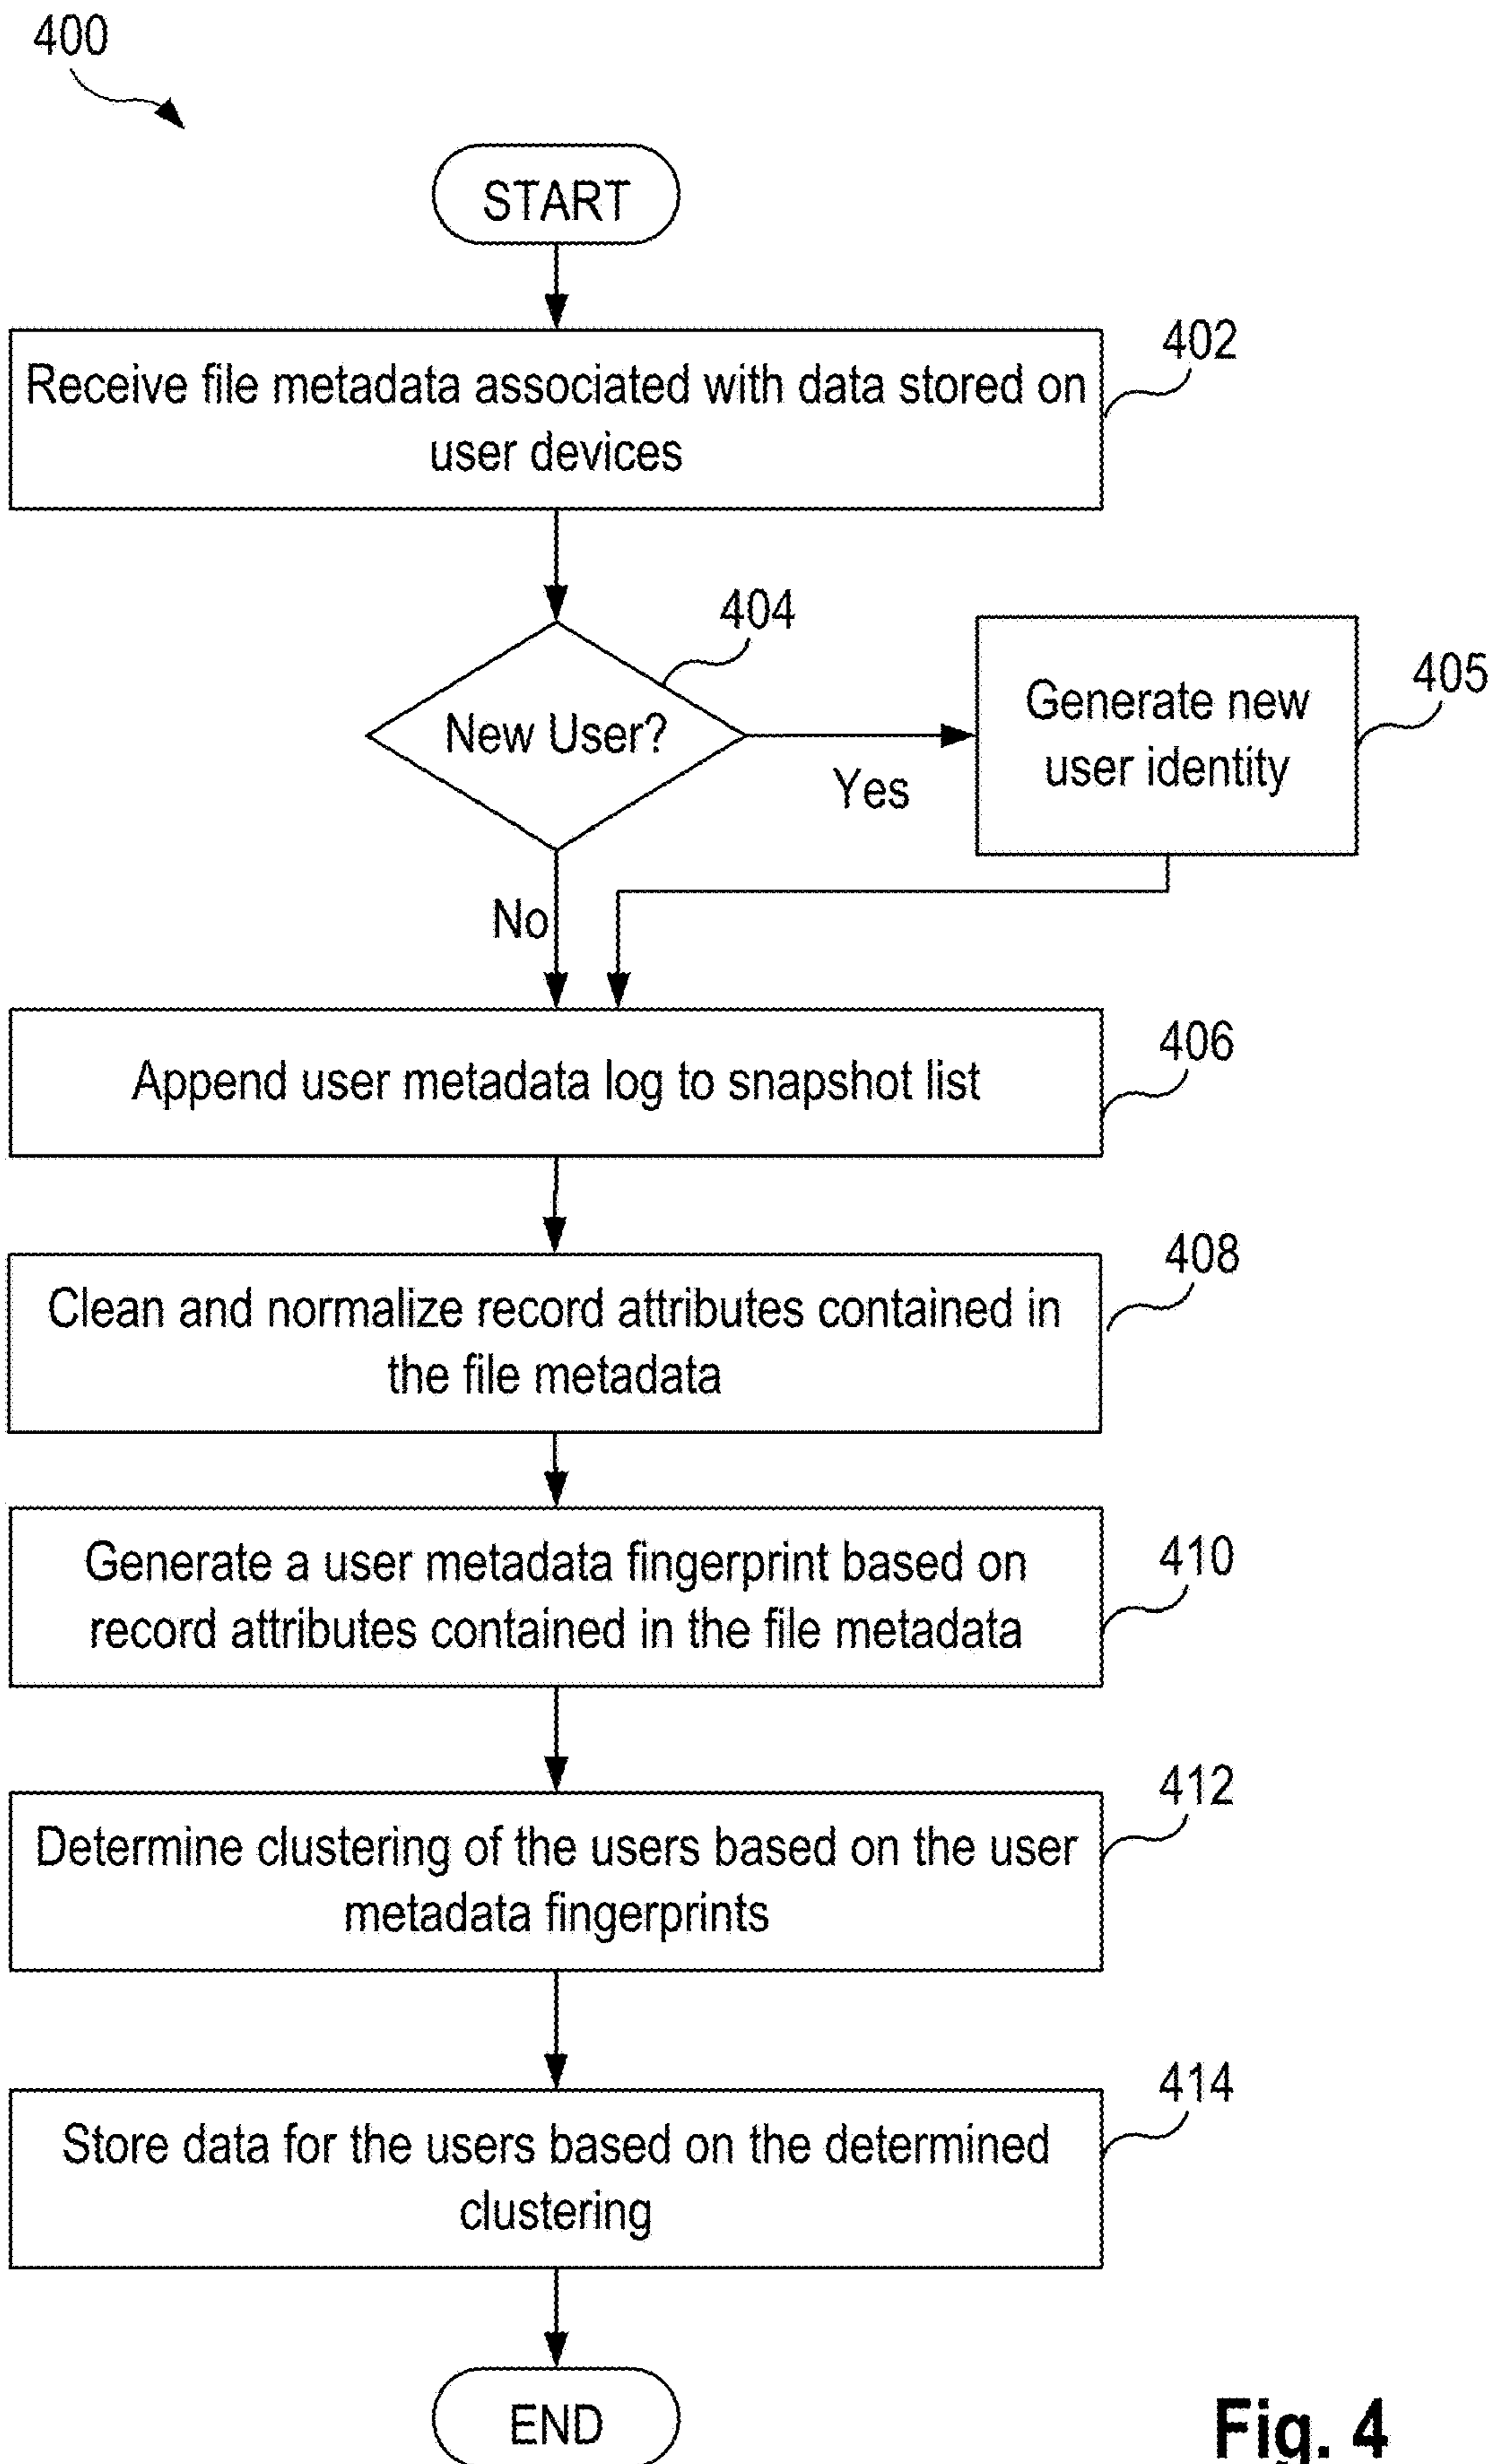 400
START
402
Receive file metadata associated with data stored on
user devices
404
New User?
Yes
405
Generate new
user identity
No
406
Append user metadata log to snapshot list
408
Clean and normalize record attributes contained in
the file metadata
410
Generate a user metadata fingerprint based on
record attributes contained in the file metadata
412
Determine clustering of the users based on the user
metadata fingerprints
414
Store data for the users based on the determined
clustering
END
Fig. 4